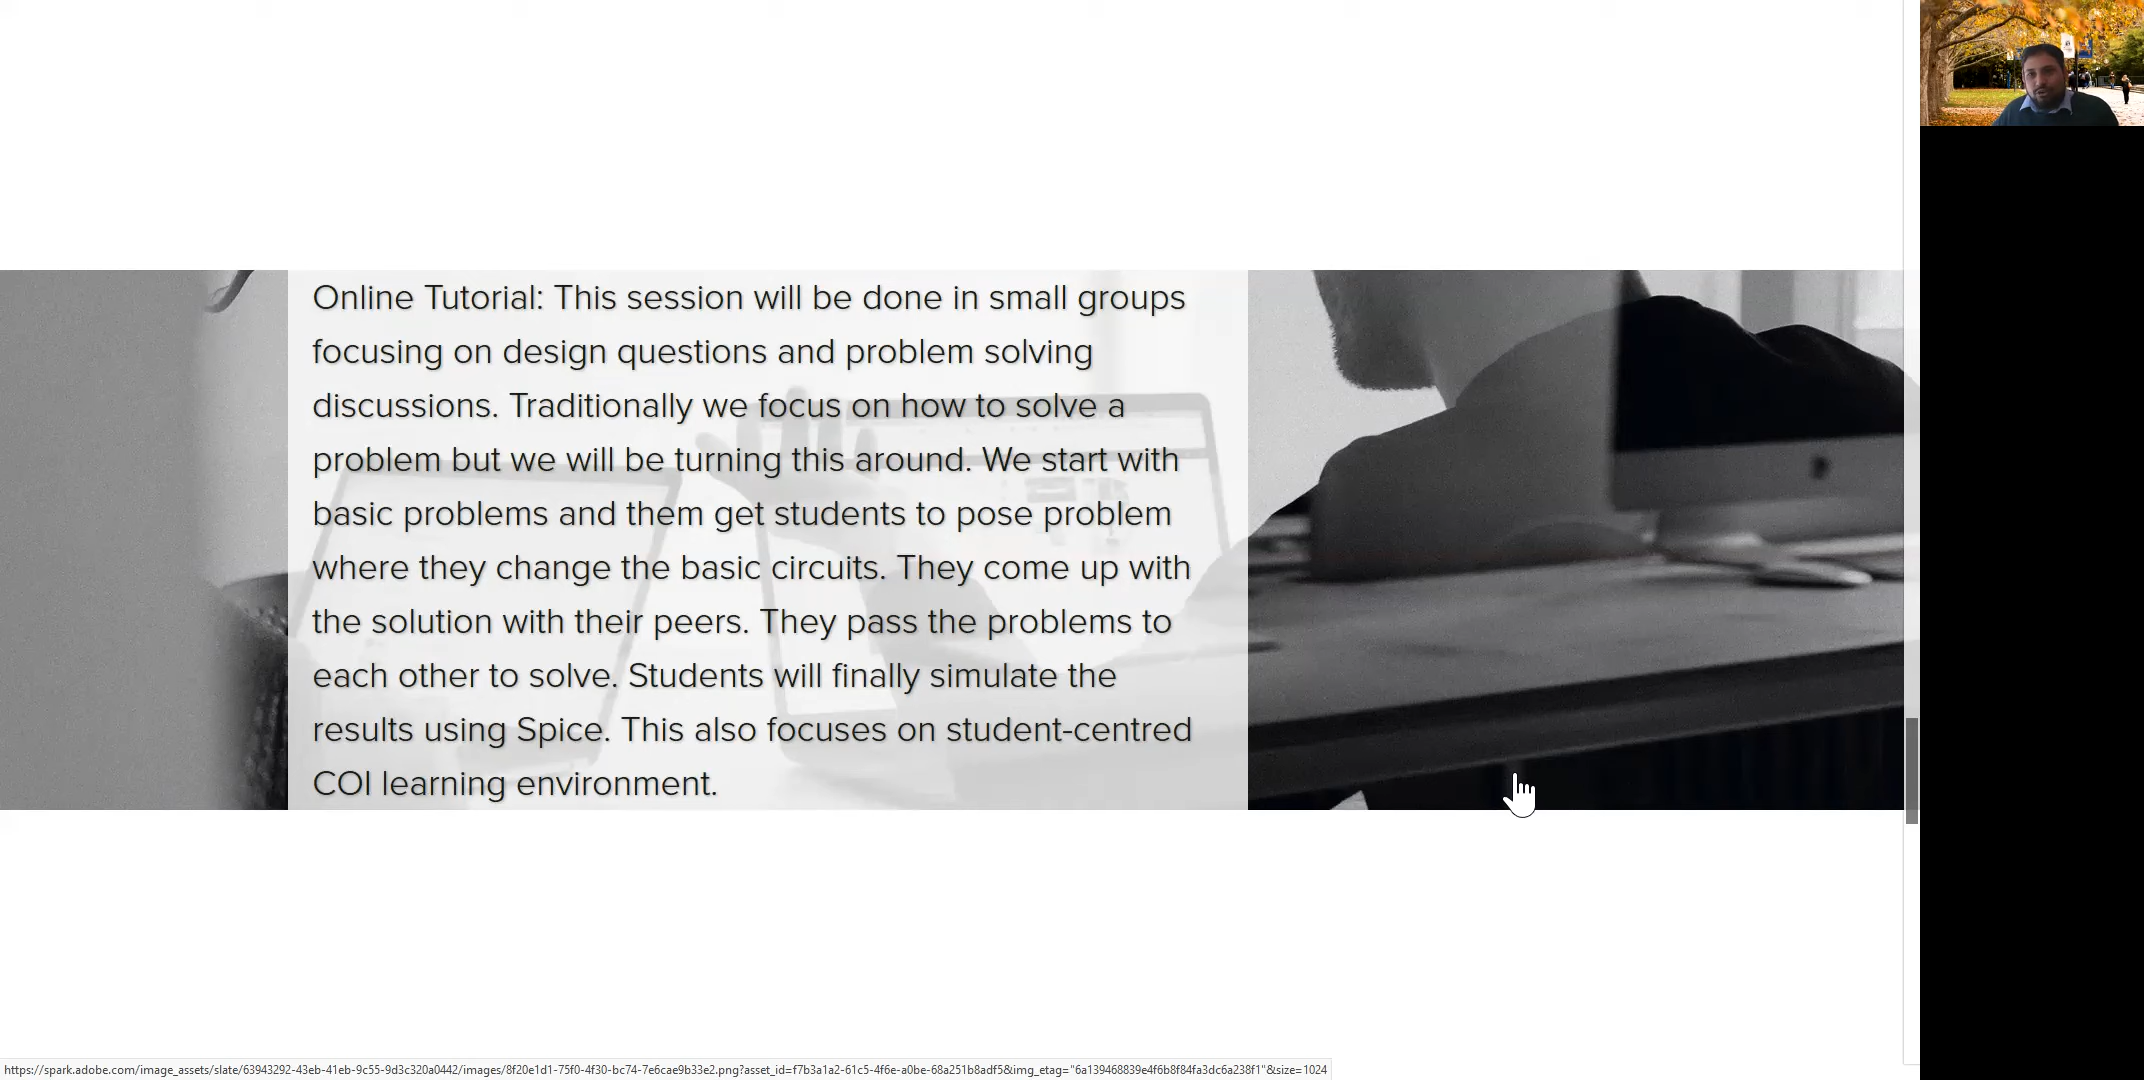 Online Tutorial: This session will be done in small groups
focusing on design questions and problem solving
discussions. Traditionally we focus on how to solve a
problem but we will be turning this around. We start with
basic problems and them get students to pose problem
where they change the basic circuits. They come up with
the solution with their peers. They pass the problems to
each other to solve. Students will finally simulate the
results using Spice. This also focuses on student-centred
COI learning environment.
https://spark.adobe.com/image_assets/slate/63943292-43eb-41eb-9c55-9d3c320a0442/images/8f20e1d1-75f0-4f30-bc74-7e6cae9b33e2.png?asset_id=f7b3a1a2-61c5-4f6e-a0be-68a251b8adf5&img_etag="6a139468839e4f6b8f84fa3dc6a238f1"&size=1024